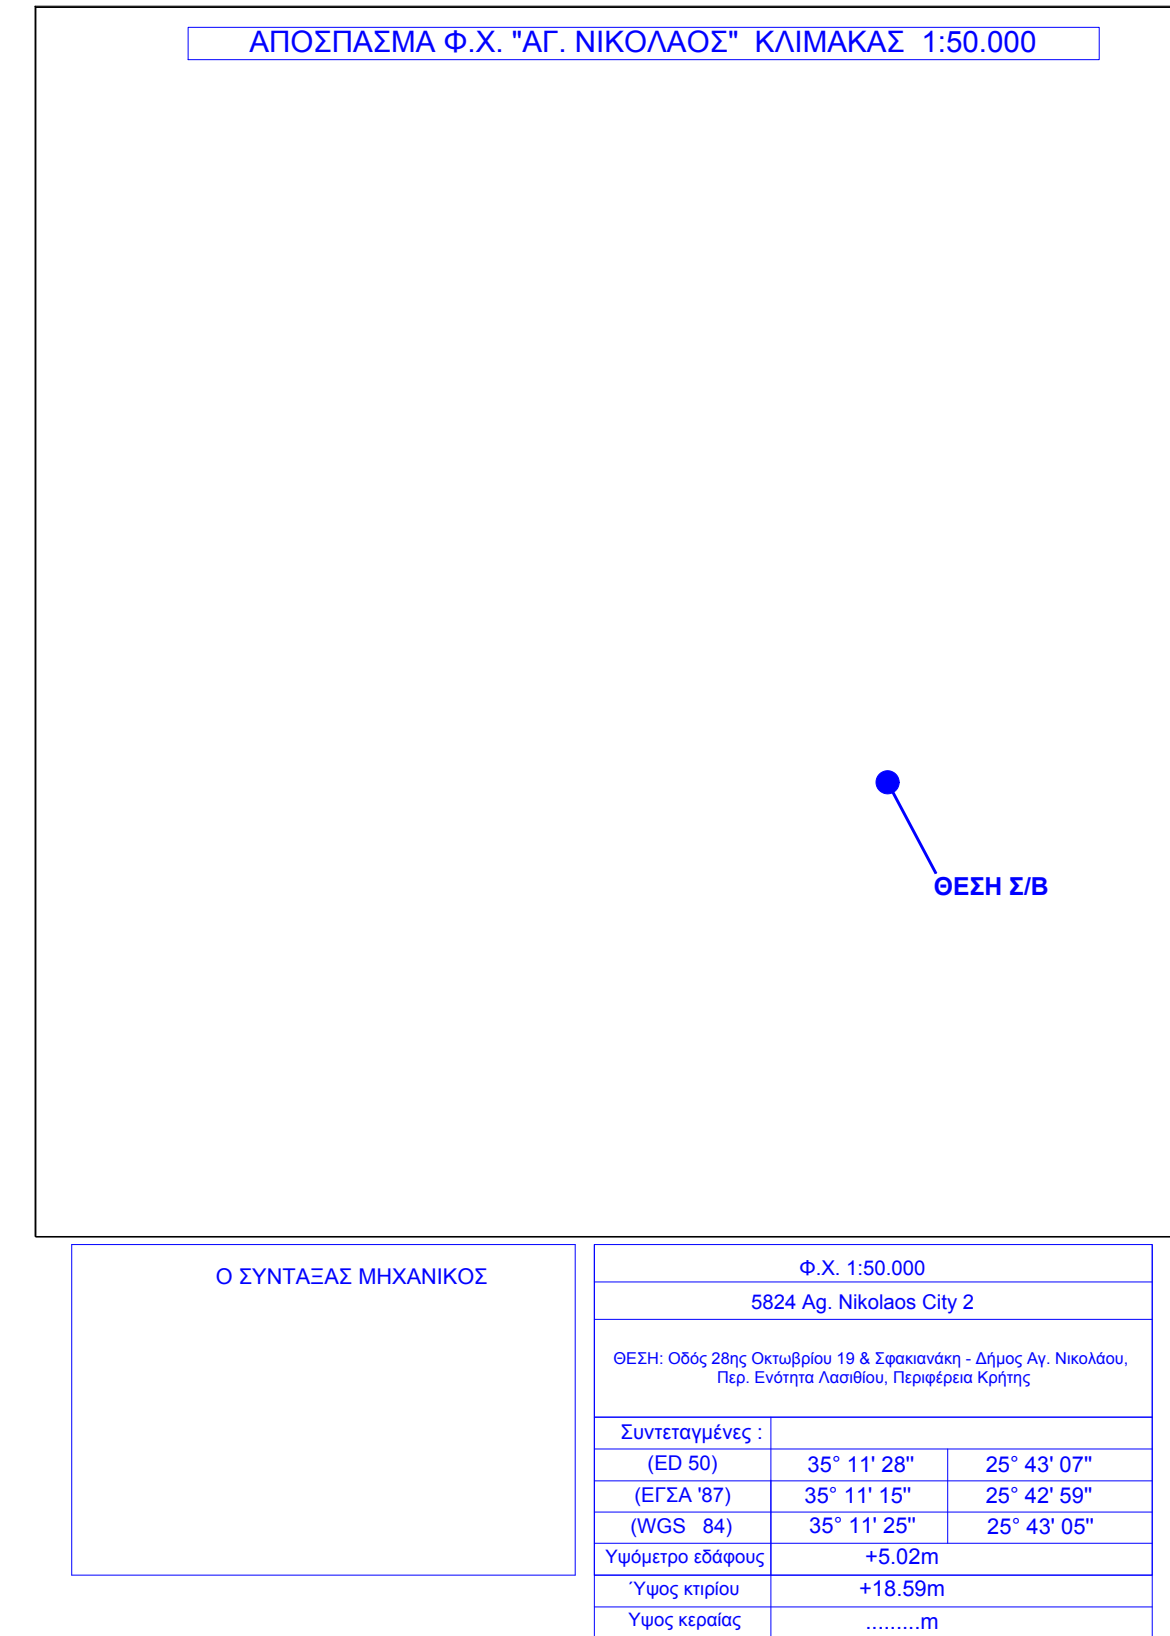 ΑΠΟΣΠΑΣΜΑ Φ.Χ. "ΑΓ. ΝΙΚΟΛΑΟΣ" ΚΛΙΜΑΚΑΣ 1:50.000
ΘΕΣΗ Σ/Β
Ο ΣΥΝΤΑΞΑΣ ΜΗΧΑΝΙΚΟΣ
Φ.Χ. 1:50.000
5824 Ag. Nikolaos City 2
ΘΕΣΗ: Οδός 28ης Οκτωβρίου 19 & Σφακιανάκη - Δήμος Αγ. Νικολάου,
Περ. Ενότητα Λασιθίου, Περιφέρεια Κρήτης
Συντεταγμένες :
(ED 50) 35° 11' 28" 25° 43' 07"
(ΕΓΣΑ '87) 35° 11' 15" 25° 42' 59"
(WGS 84) 35° 11' 25" 25° 43' 05"
Υψόμετρο εδάφους +5.02m
Ύψος κτιρίου +18.59m
Υψος κεραίας .........m